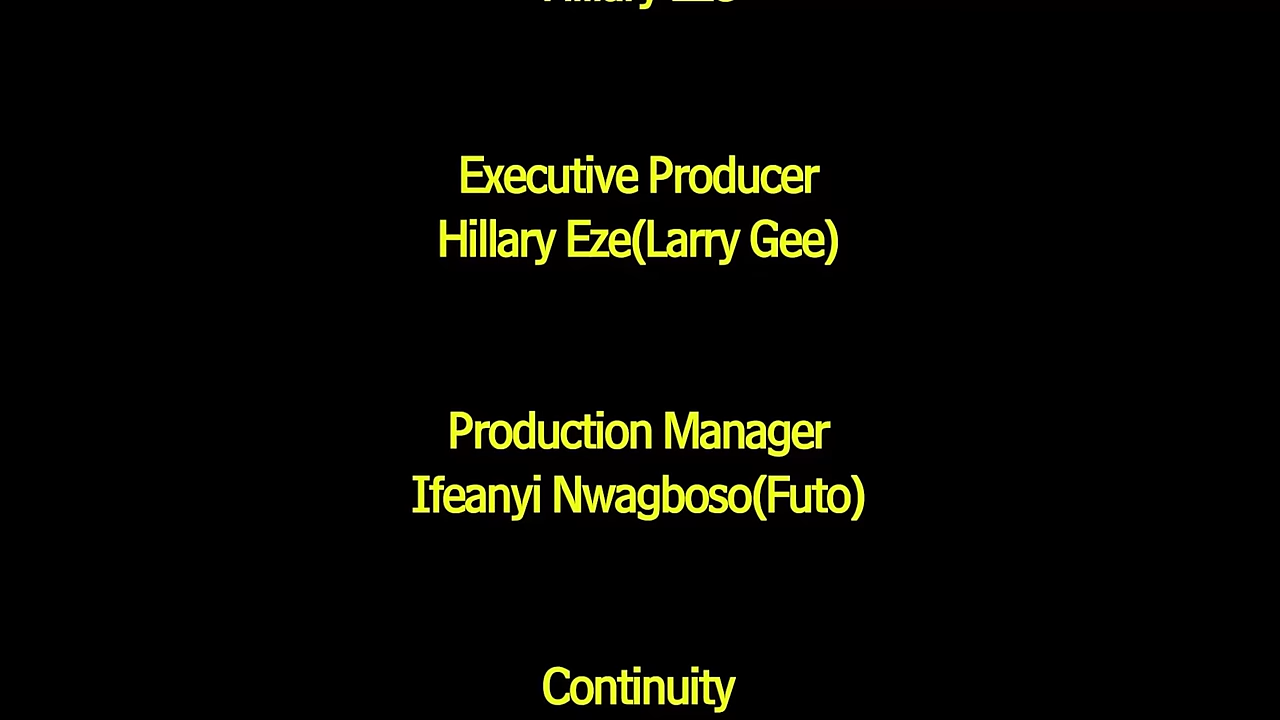 Executive Producer
Hillary Eze(Larry Gee)
Production Manager
Ifeanyi Nwagboso(Futo)
Continuity